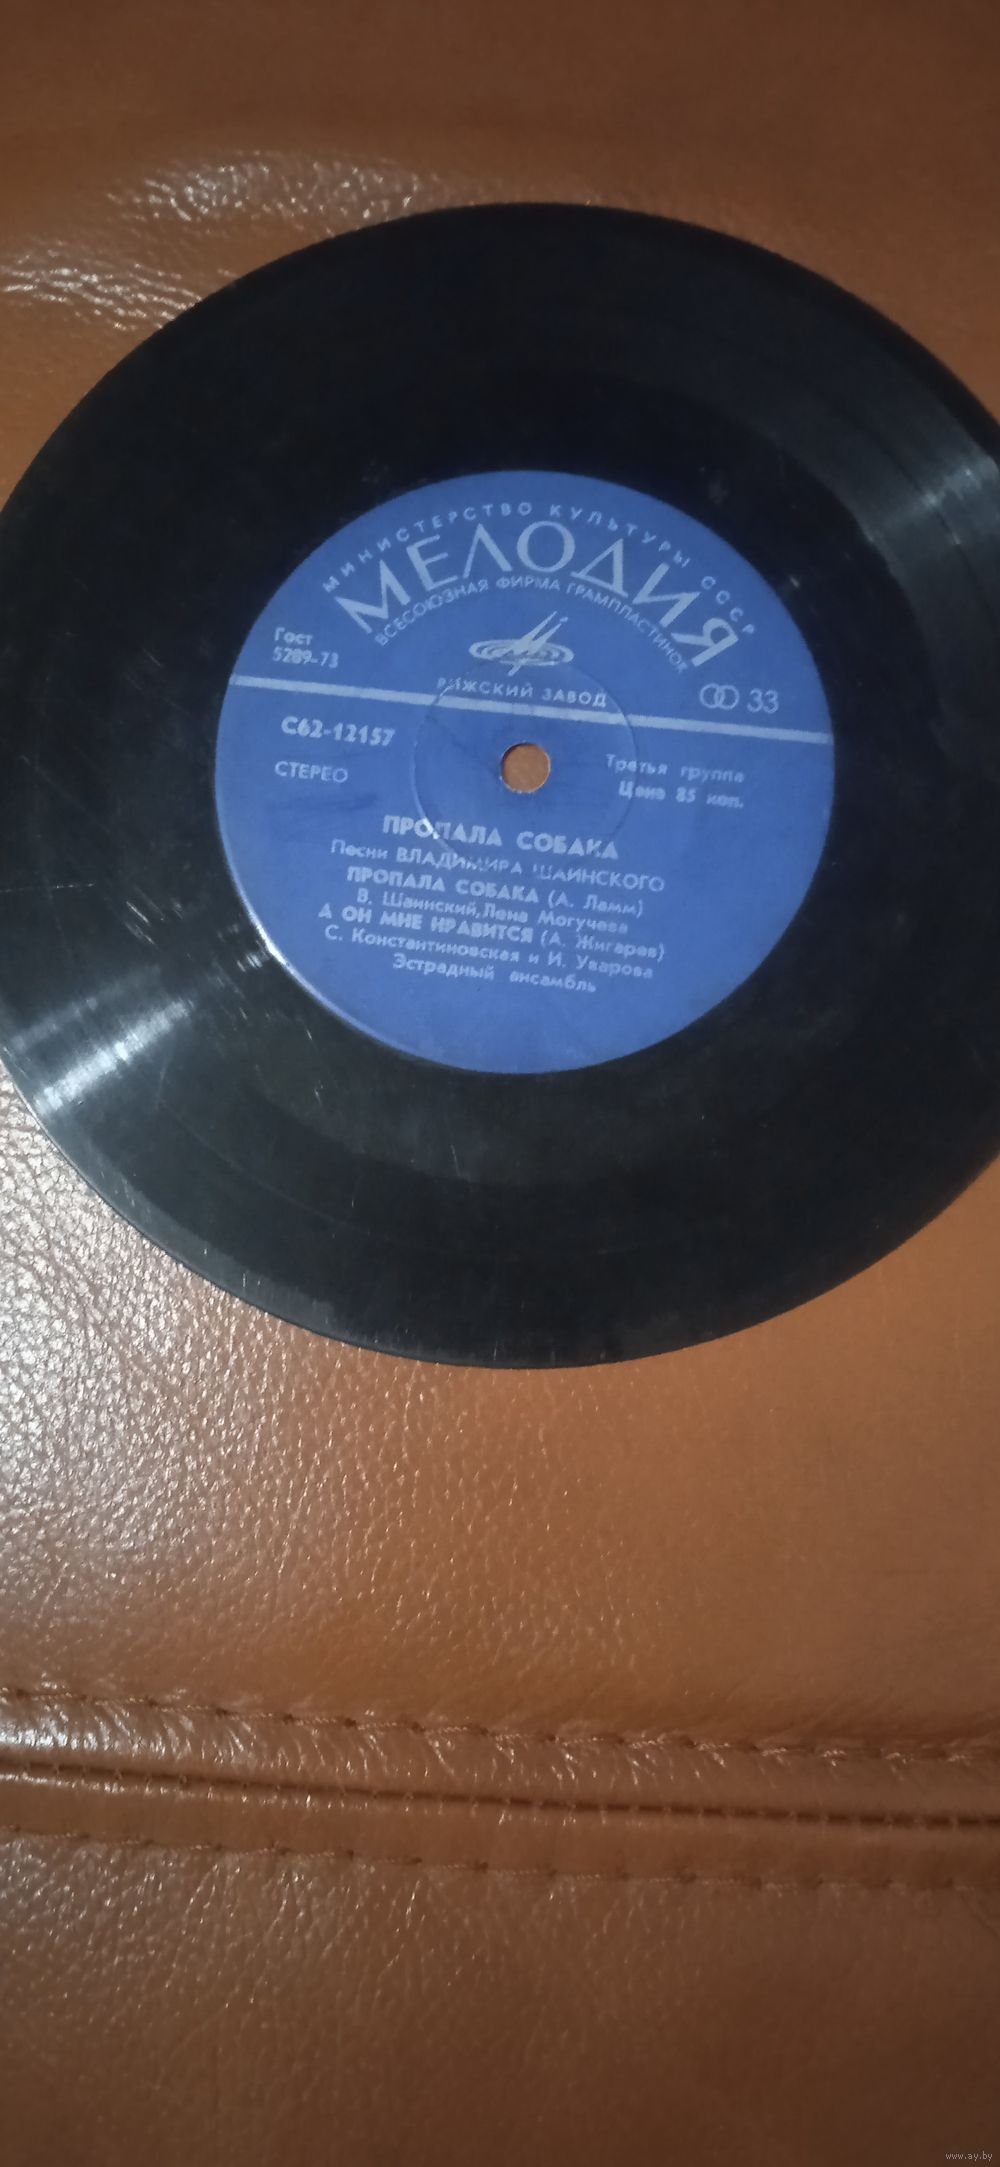 МИНИСТЕРСТВО КУЛЬТУРЫ СССР
МЕЛОДИЯ
ВСЕСОЮЗНАЯ ФИРМА ГРАМПЛАСТИНОК
Гост
5289-73
РИЖСКИЙ ЗАВОД
33
С62-12157
СТЕРЕО
Третья группа
Цена 85 коп.
ПРОПАЛА СОБАКА
Песни ВЛАДИМИРА ШАИНСКОГО
ПРОПАЛА СОБАКА (А. Ламм)
В. Шаинский, Лена Могучева
А ОН МНЕ НРАВИТСЯ (А. Жигарев)
С. Константиновская и И. Уварова
Эстрадный ансамбль
www.ay.by